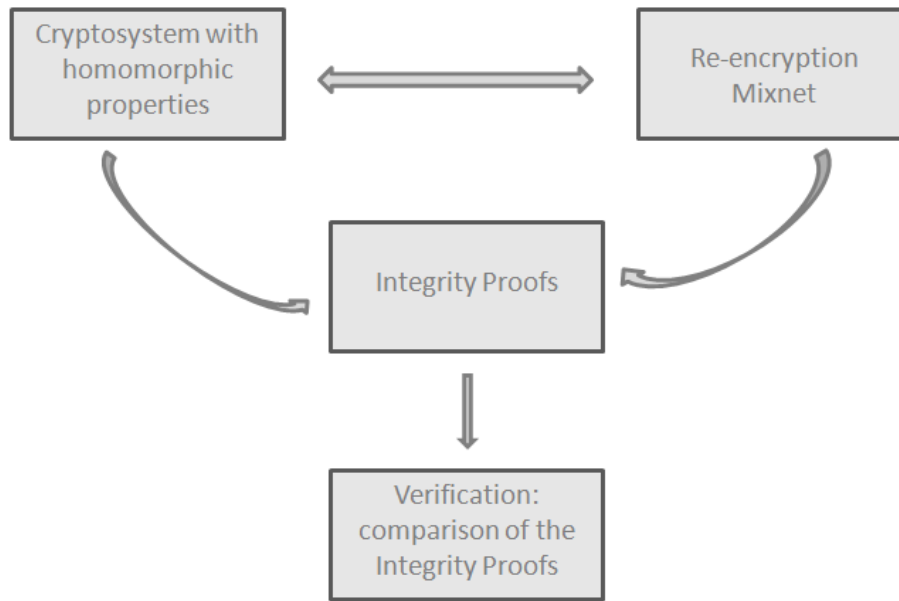 Cryptosystem with
homomorphic
properties
Re-encryption
Mixnet
Integrity Proofs
Verification:
comparison of the
Integrity Proofs